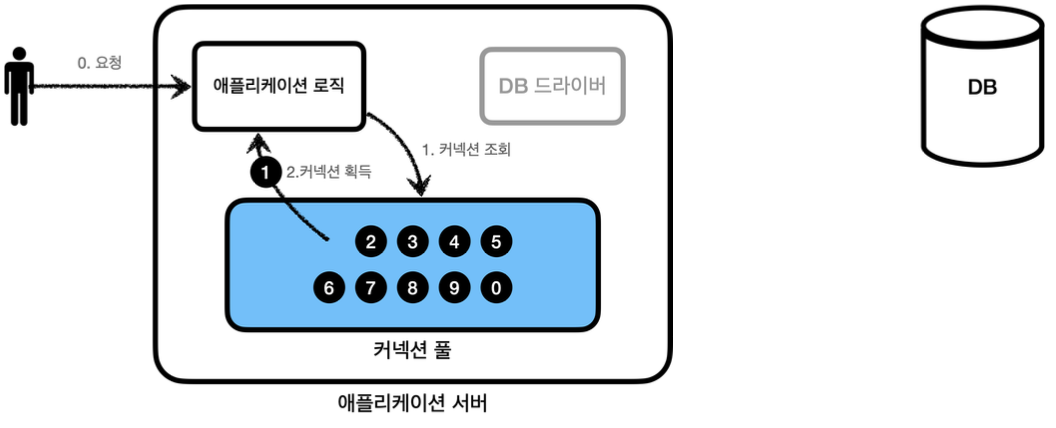 0. 요청
애플리케이션 로직
DB 드라이버
DB
1. 커넥션 조회
1
2.커넥션 획득
2 3 4 5
6 7 8 9 0
커넥션 풀
애플리케이션 서버